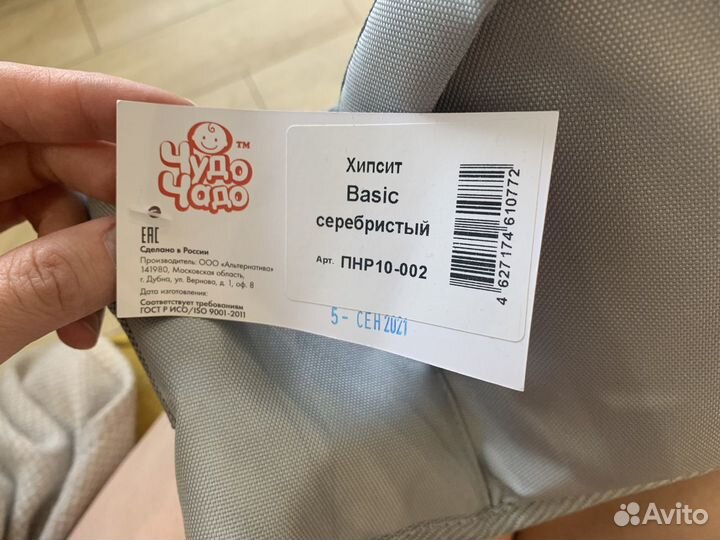 Чудо
Чадо
TM
ЕАС
Сделано в России
Производитель: ООО «Альтернатива»
141980, Московская область,
г. Дубна, ул. Вернова, д. 1, оф. 8
Дата изготовления:
Соответствует требованиям
ГОСТ Р ИСО/ISO 9001-2011
Хипсит
Basic
серебристый
Арт. ПНР10-002
4 627174 610772
5 - СЕН 2021
Avito